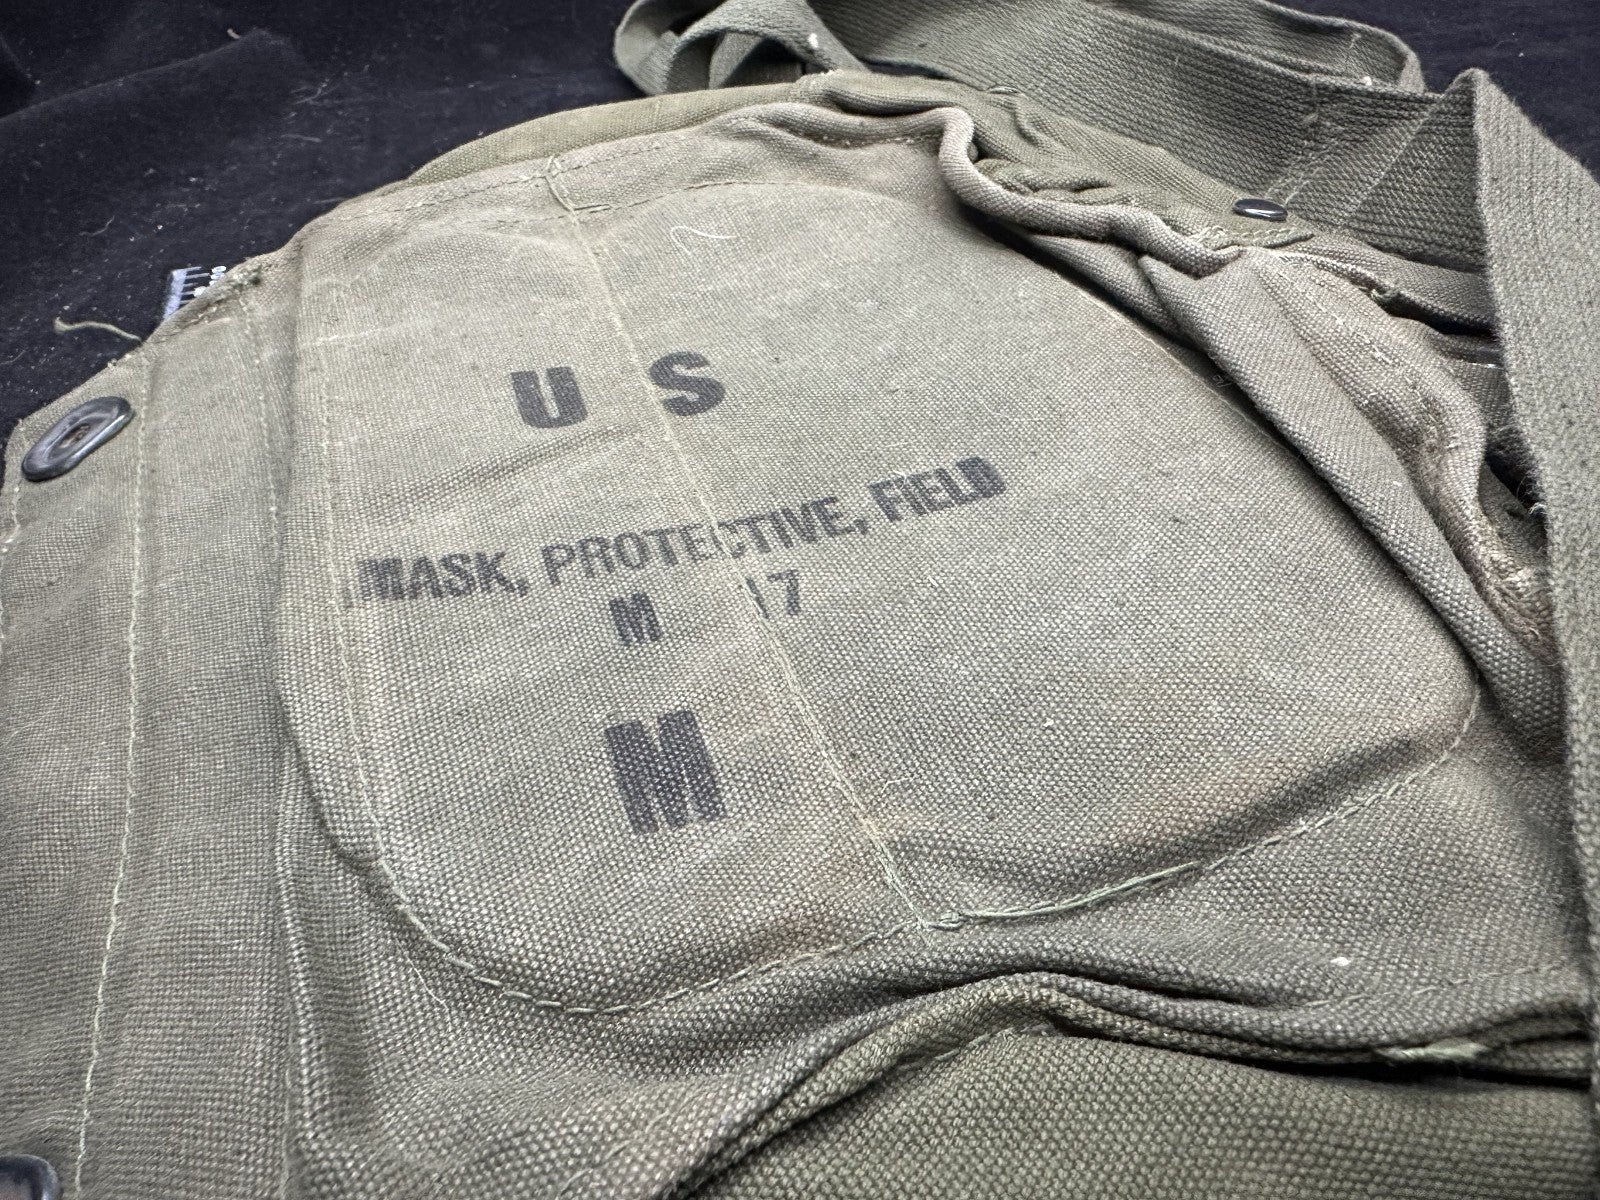 U S
MASK, PROTECTIVE, FIELD
M 17
M